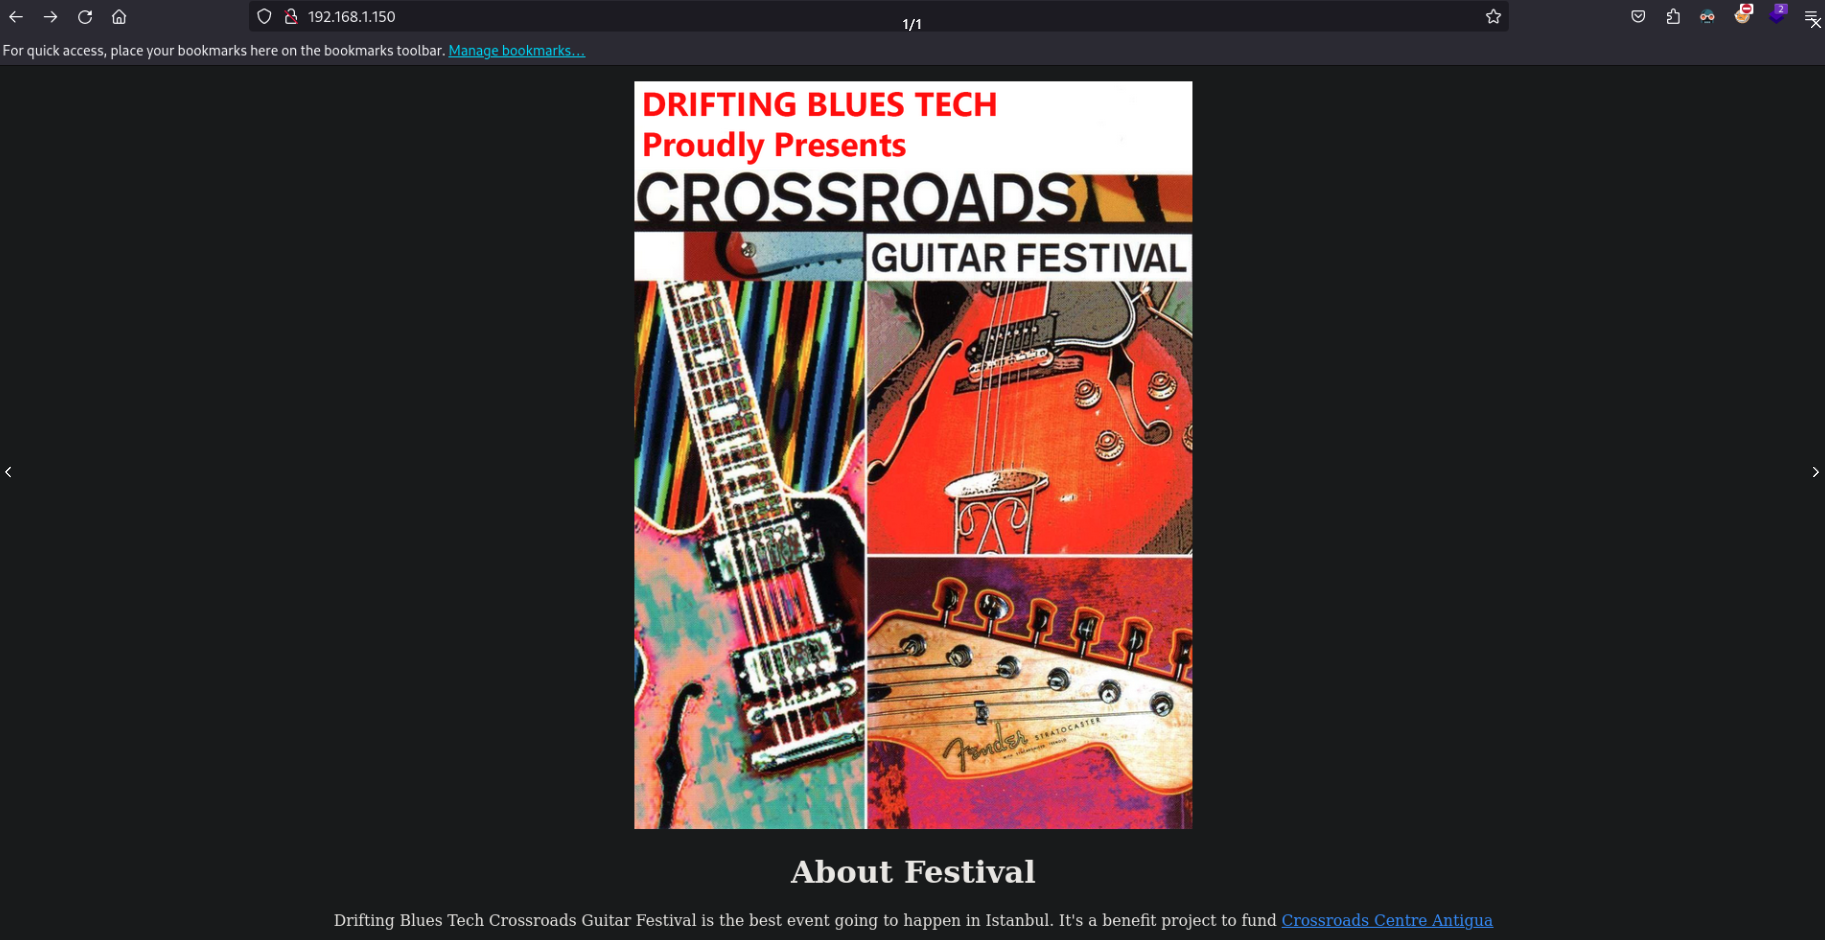 192.168.1.150
1/1
2
For quick access, place your bookmarks here on the bookmarks toolbar. Manage bookmarks...
DRIFTING BLUES TECH
Proudly Presents
CROSSROADS
GUITAR FESTIVAL
Fender STRATOCASTER
About Festival
Drifting Blues Tech Crossroads Guitar Festival is the best event going to happen in Istanbul. It's a benefit project to fund Crossroads Centre Antigua